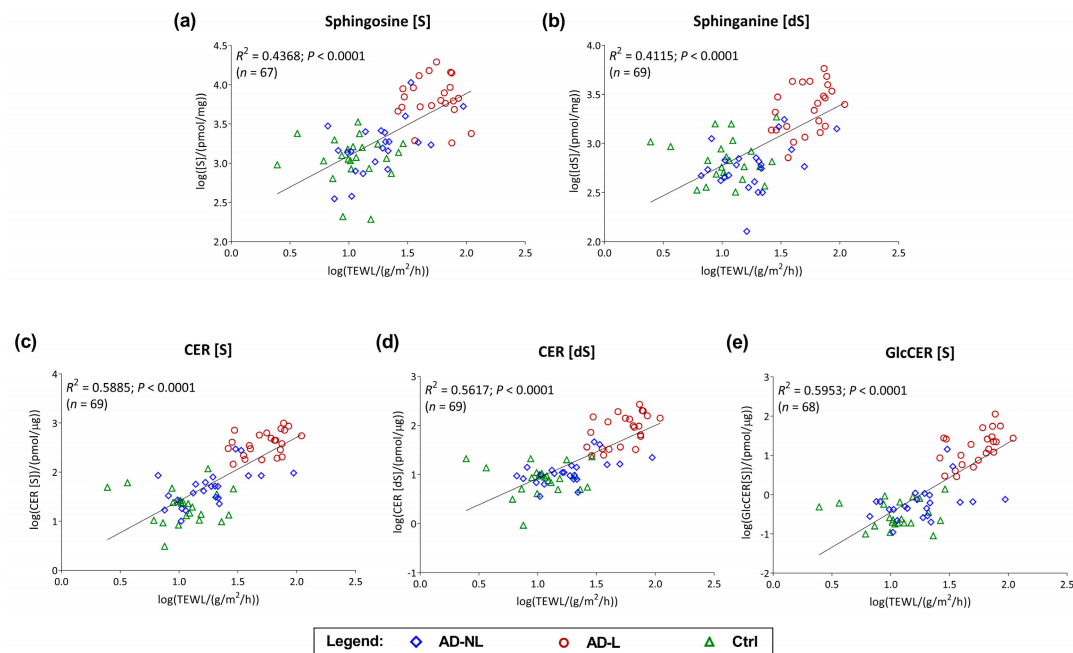 (a)
Sphingosine [S]
R² = 0.4368; P < 0.0001
(n = 67)
log([S]/(pmol/mg))
4.5
4.0
3.5
3.0
2.5
2.0
0.0
0.5
1.0
1.5
2.0
2.5
log(TEWL/(g/m²/h))
(b)
Sphinganine [dS]
R² = 0.4115; P < 0.0001
(n = 69)
log([dS]/(pmol/mg))
4.0
3.5
3.0
2.5
2.0
0.0
0.5
1.0
1.5
2.0
2.5
log(TEWL/(g/m²/h))
(c)
CER [S]
R² = 0.5885; P < 0.0001
(n = 69)
log(CER [S]/(pmol/µg))
4
3
2
1
0
0.0
0.5
1.0
1.5
2.0
2.5
log(TEWL/(g/m²/h))
(d)
CER [dS]
R² = 0.5617; P < 0.0001
(n = 69)
log(CER [dS]/(pmol/µg))
3
2
1
0
-1
0.0
0.5
1.0
1.5
2.0
2.5
log(TEWL/(g/m²/h))
(e)
GlcCER [S]
R² = 0.5953; P < 0.0001
(n = 68)
log(GlcCER[S]/(pmol/µg))
3
2
1
0
-1
-2
0.0
0.5
1.0
1.5
2.0
2.5
log(TEWL/(g/m²/h))
Legend: AD-NL AD-L Ctrl